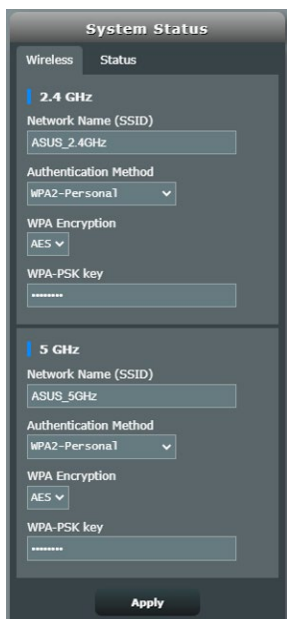 System Status
Wireless Status
2.4 GHz
Network Name (SSID)
ASUS_2.4GHz
Authentication Method
WPA2-Personal
WPA Encryption
AES
WPA-PSK key
••••••••
5 GHz
Network Name (SSID)
ASUS_5GHz
Authentication Method
WPA2-Personal
WPA Encryption
AES
WPA-PSK key
••••••••
Apply